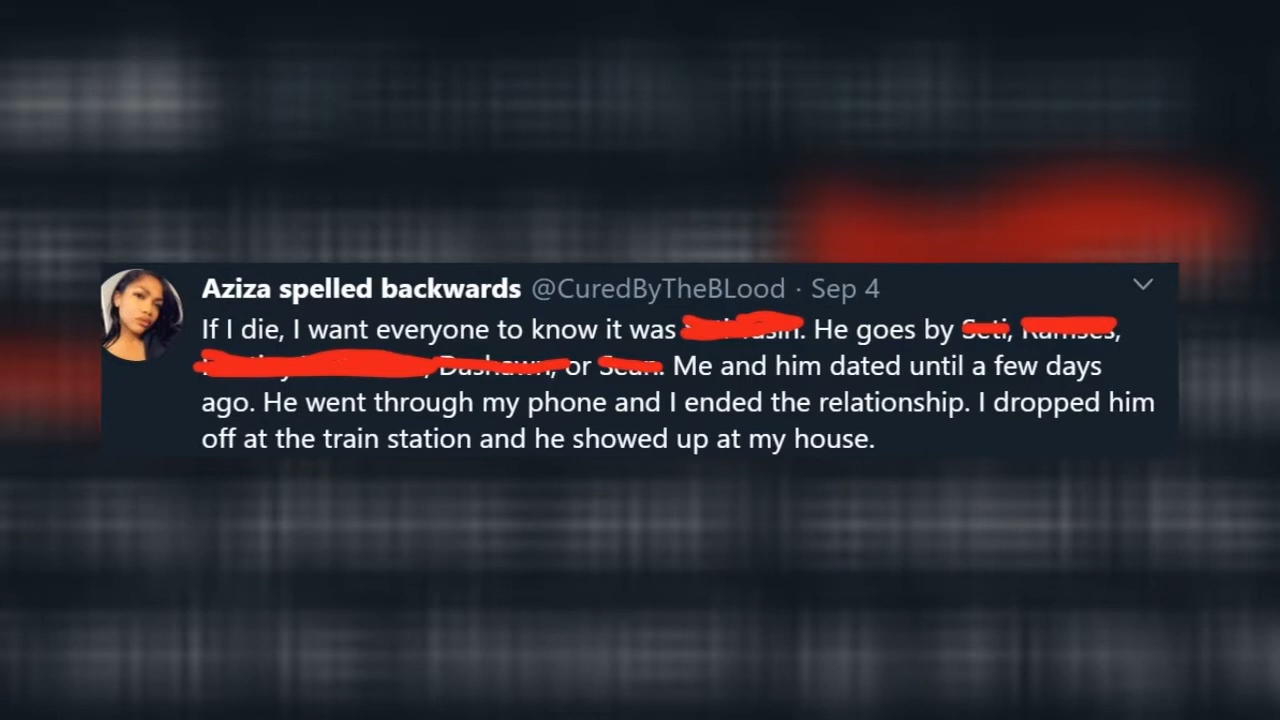 Aziza spelled backwards @CuredByTheBLood · Sep 4
If I die, I want everyone to know it was . He goes by
or Me and him dated until a few days
ago. He went through my phone and I ended the relationship. I dropped him
off at the train station and he showed up at my house.